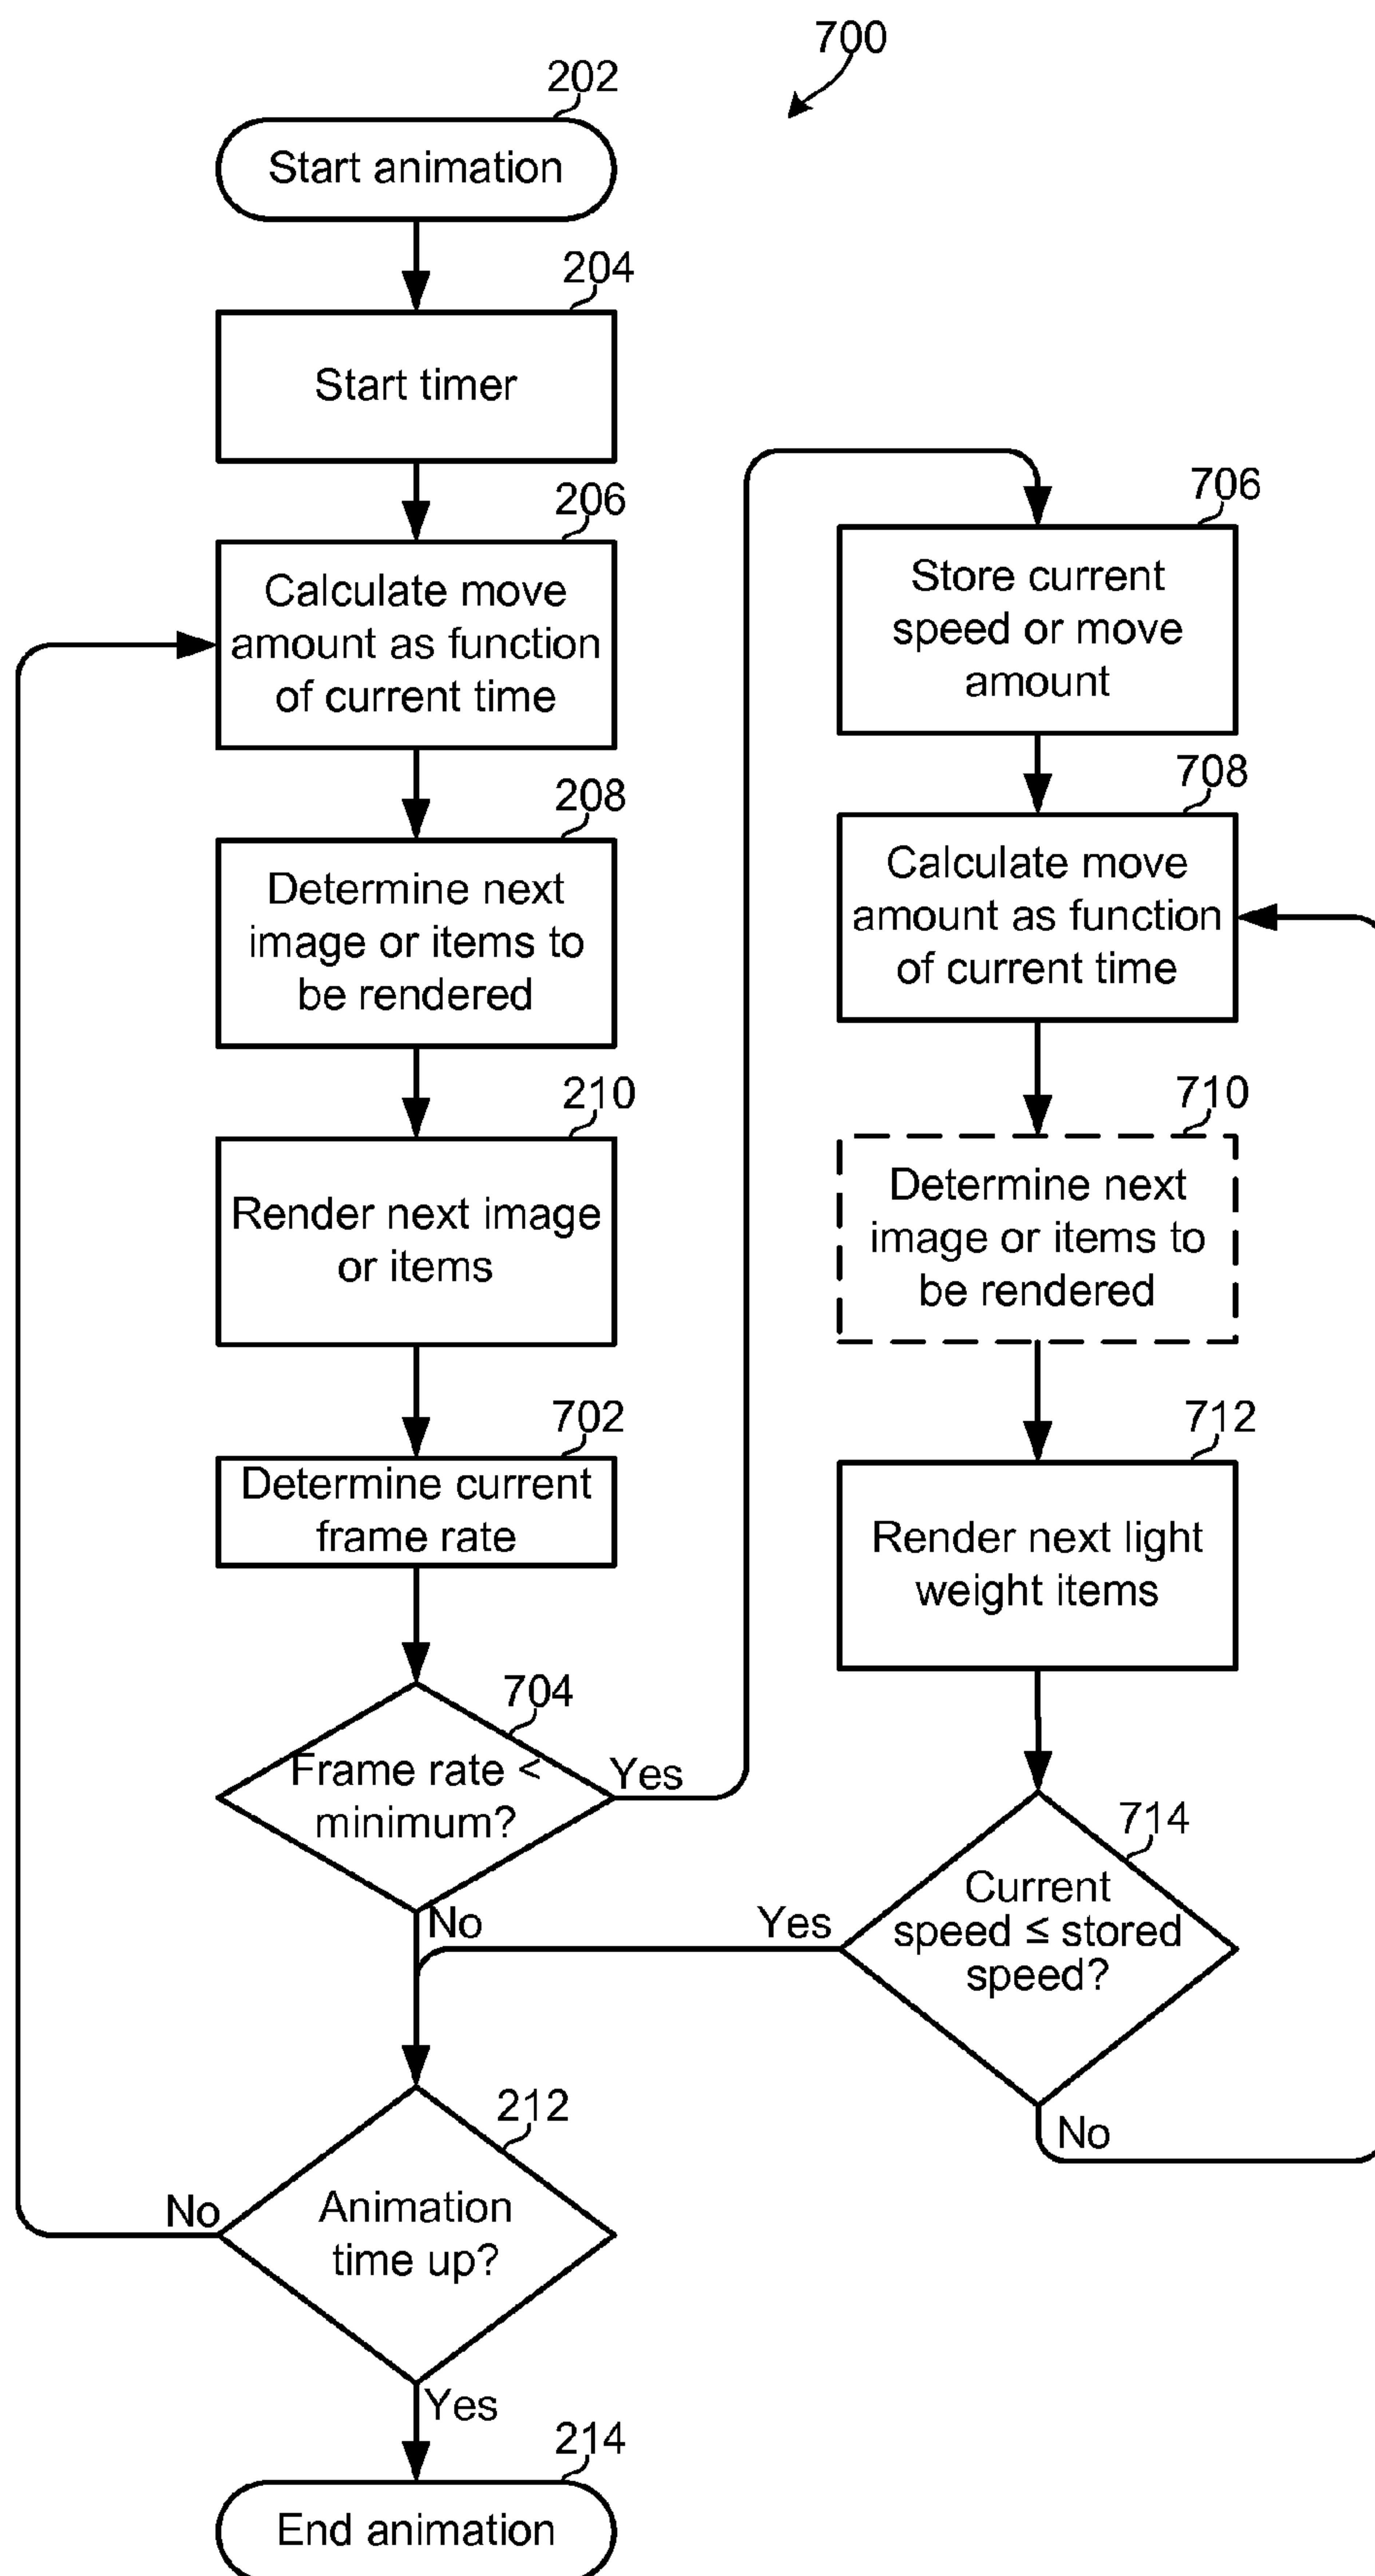 700
202
Start animation
204
Start timer
206
Calculate move
amount as function
of current time
208
Determine next
image or items to
be rendered
210
Render next image
or items
702
Determine current
frame rate
704
Frame rate <
minimum?
Yes
No
706
Store current
speed or move
amount
708
Calculate move
amount as function
of current time
710
Determine next
image or items to
be rendered
712
Render next light
weight items
714
Current
speed ≤ stored
speed?
Yes
No
212
Animation
time up?
No
Yes
214
End animation